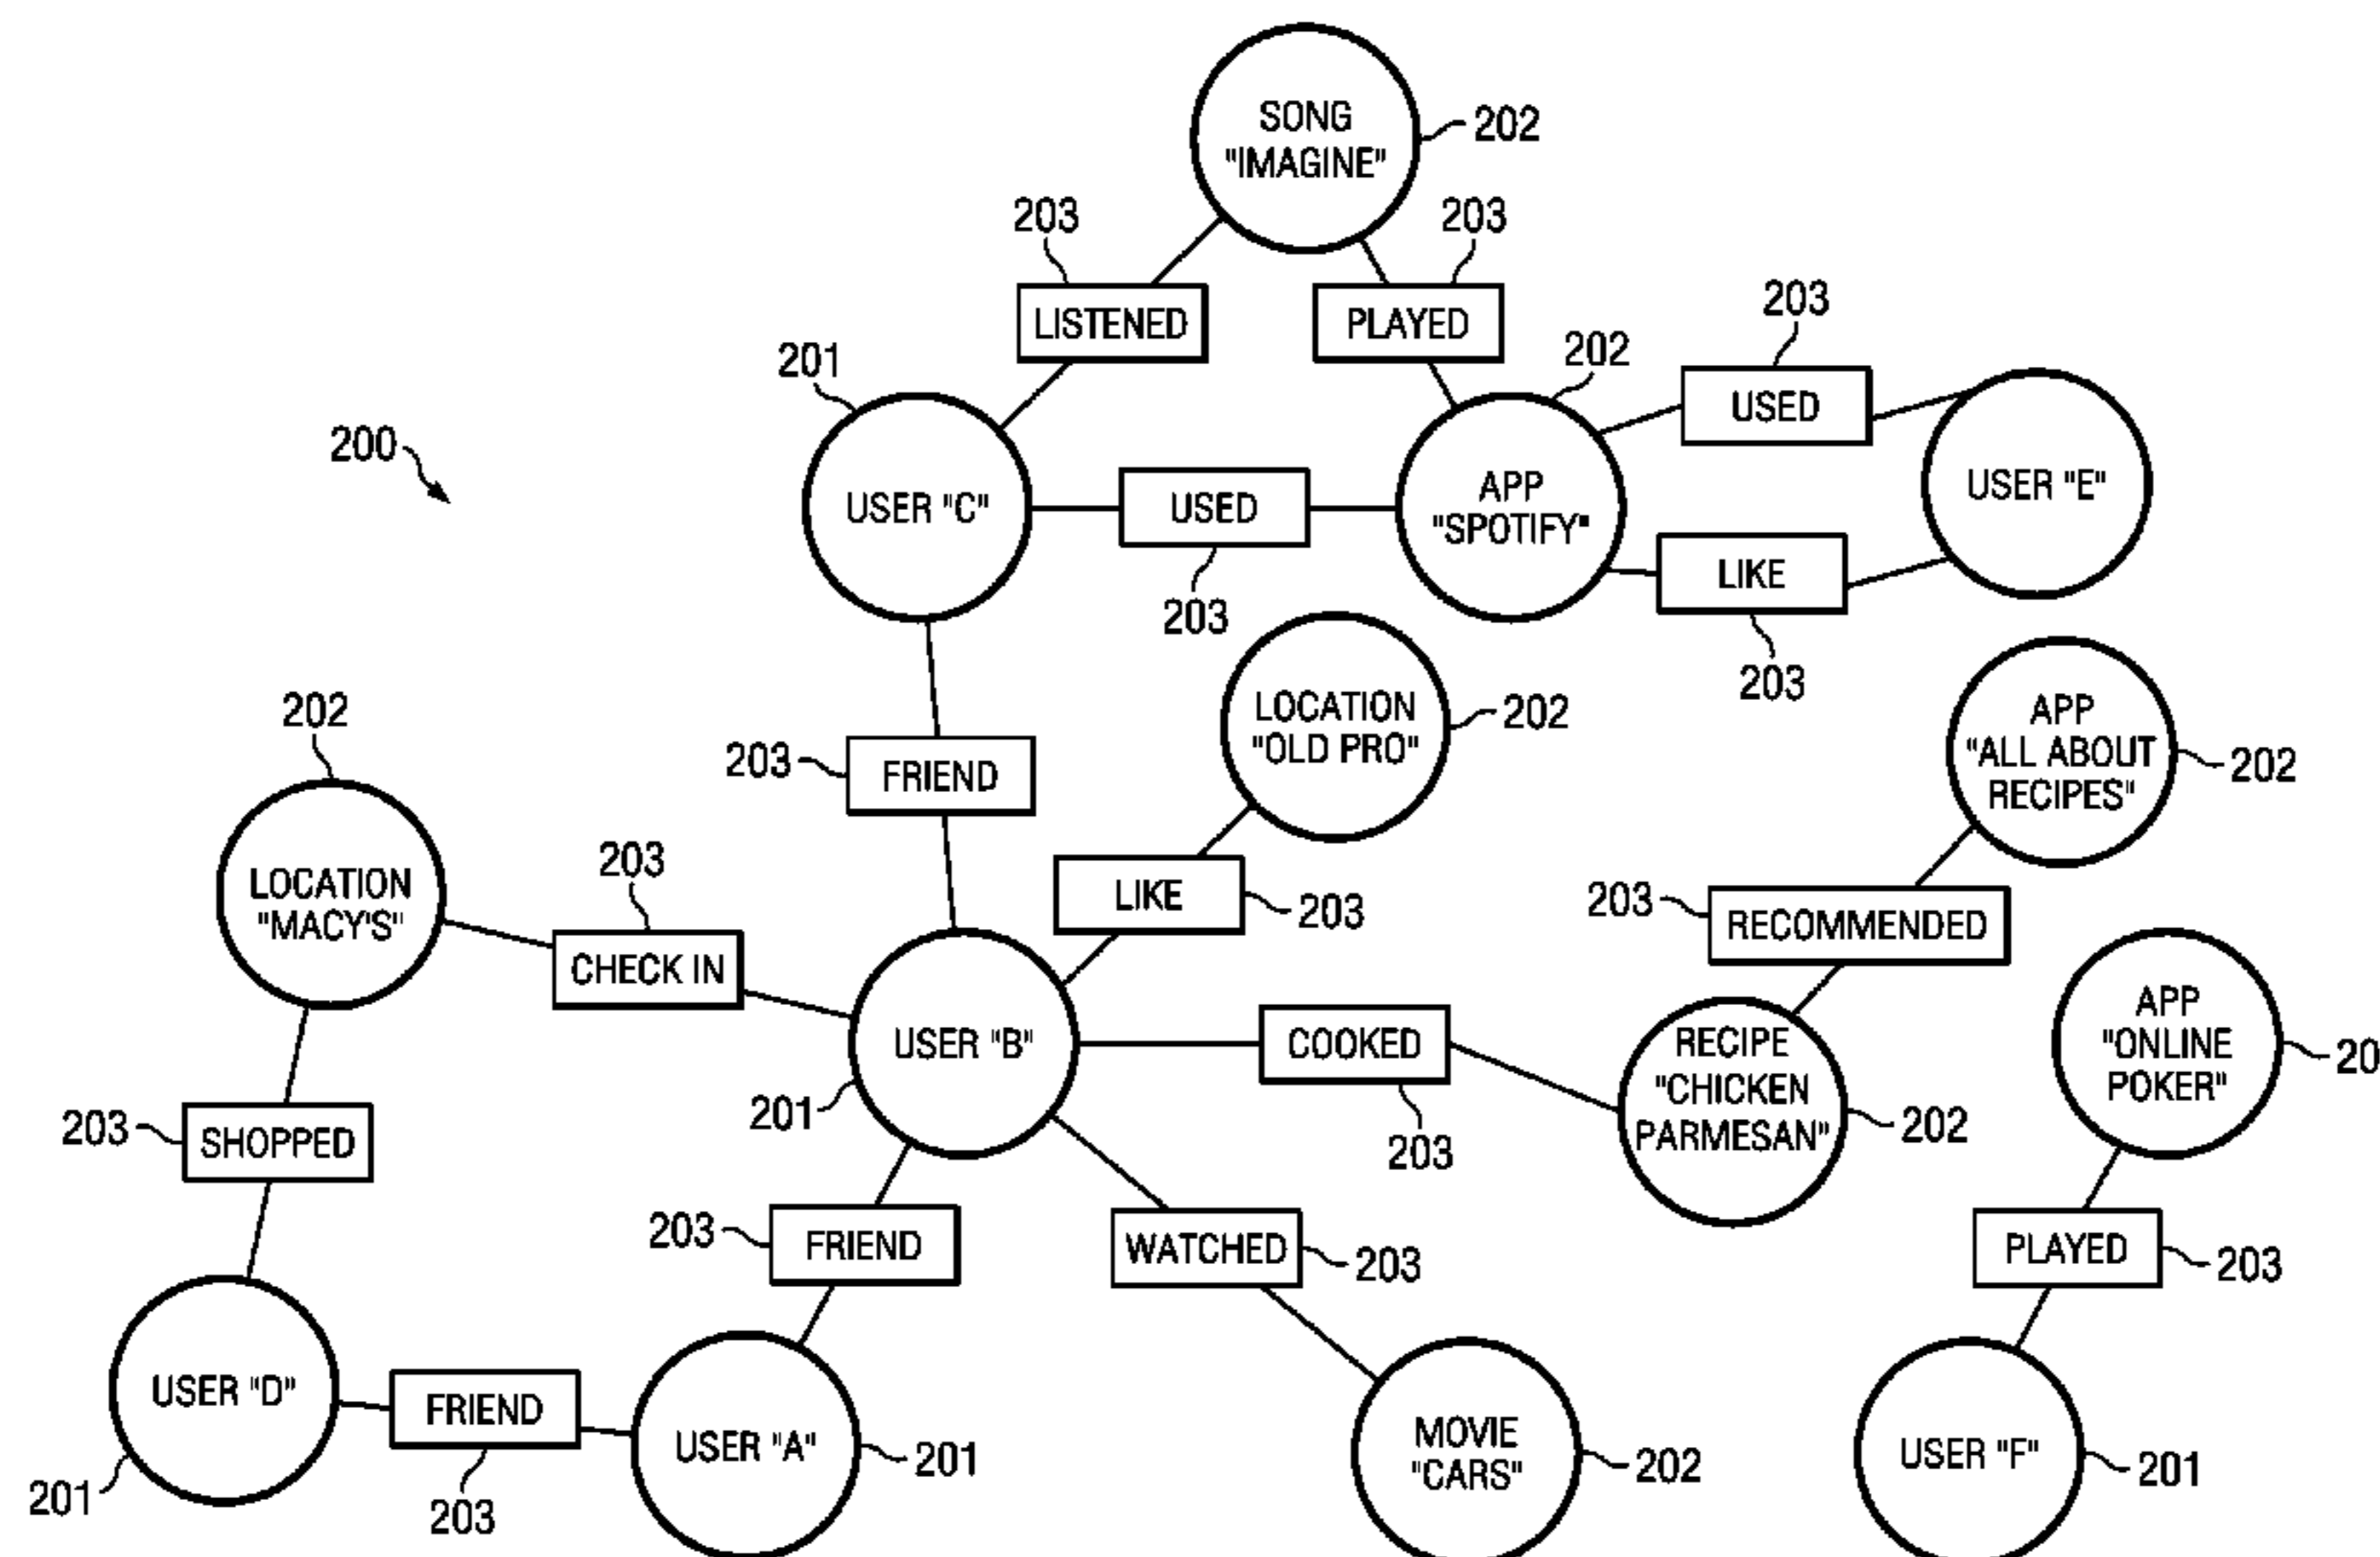 SONG
"IMAGINE"
202
203
203
LISTENED
PLAYED
203
201
202
USED
200
USER "C"
USED
APP
"SPOTIFY"
USER "E"
LIKE
203
203
202
LOCATION
"OLD PRO"
202
APP
"ALL ABOUT
RECIPES"
202
203
FRIEND
203
LOCATION
"MACY'S"
LIKE
203
203
RECOMMENDED
CHECK IN
USER "B"
201
COOKED
203
RECIPE
"CHICKEN
PARMESAN"
202
APP
"ONLINE
POKER"
20
203
SHOPPED
203
FRIEND
WATCHED
203
PLAYED
203
USER "D"
201
FRIEND
203
USER "A"
201
MOVIE
"CARS"
202
USER "F"
201